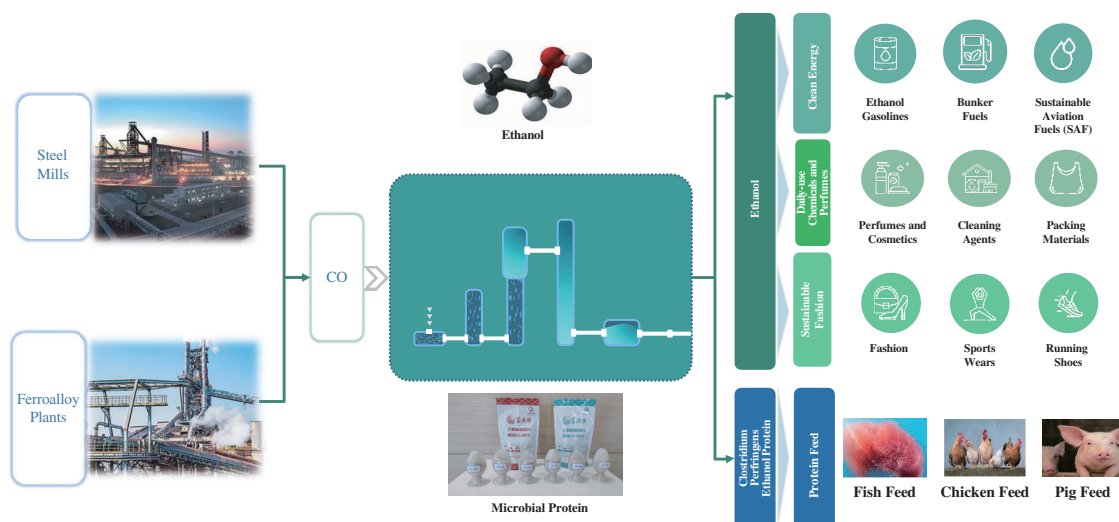 Steel
Mills
Ferroalloy
Plants
CO
Ethanol
Microbial Protein
Ethanol
Clean Energy
Ethanol
Gasolines
Bunker
Fuels
Sustainable
Aviation
Fuels (SAF)
Daily-use
Chemicals and
Perfumes
Perfumes and
Cosmetics
Cleaning
Agents
Packing
Materials
Sustainable
Fashion
Fashion
Sports
Wears
Running
Shoes
Clostridium
Perfringens
Ethanol Protein
Protein Feed
Fish Feed
Chicken Feed
Pig Feed